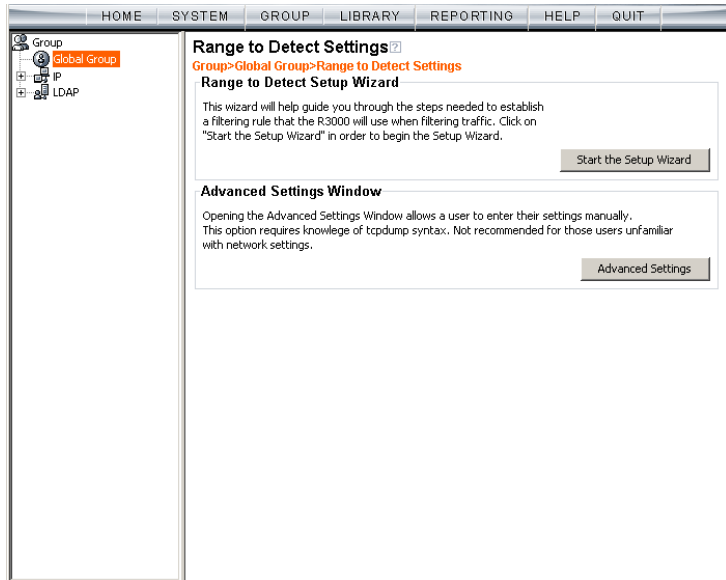 HOME SYSTEM GROUP LIBRARY REPORTING HELP QUIT
Group
Global Group
IP
LDAP
Range to Detect Settings?
Group>Global Group>Range to Detect Settings
Range to Detect Setup Wizard
This wizard will help guide you through the steps needed to establish
a filtering rule that the R3000 will use when filtering traffic. Click on
"Start the Setup Wizard" in order to begin the Setup Wizard.
Start the Setup Wizard
Advanced Settings Window
Opening the Advanced Settings Window allows a user to enter their settings manually.
This option requires knowlege of tcpdump syntax. Not recommended for those users unfamiliar
with network settings.
Advanced Settings